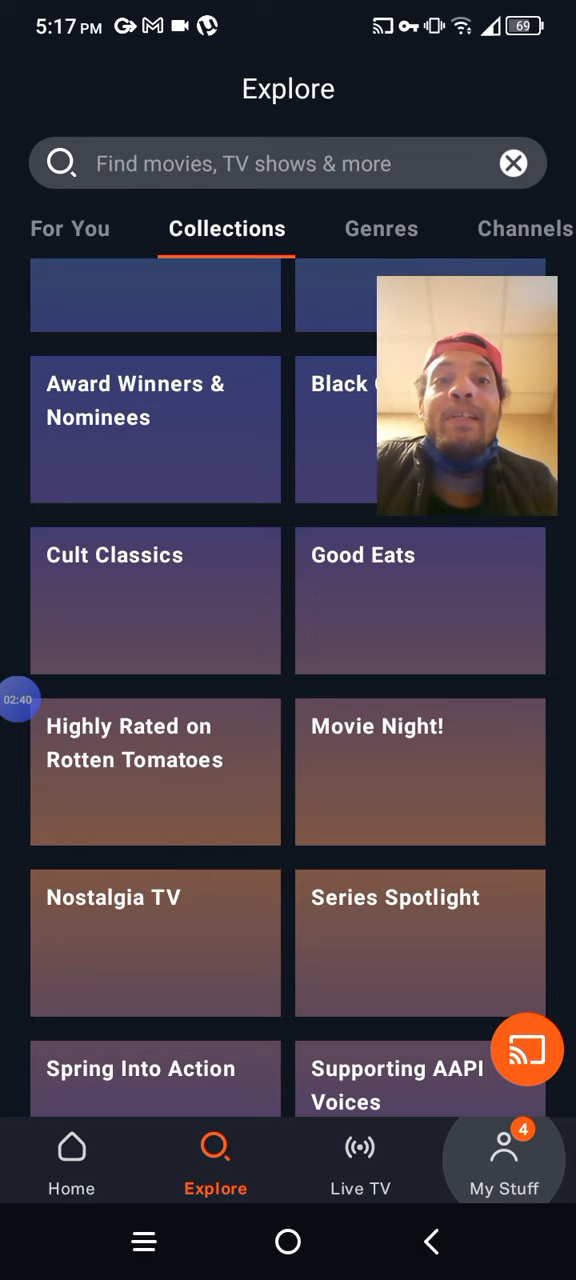 5:17 PM
69
Explore
Find movies, TV shows & more
For You
Collections
Genres
Channels
Award Winners &
Nominees
Black
Cult Classics
Good Eats
02:40
Highly Rated on
Rotten Tomatoes
Movie Night!
Nostalgia TV
Series Spotlight
Spring Into Action
Supporting AAPI
Voices
4
Home
Explore
Live TV
My Stuff